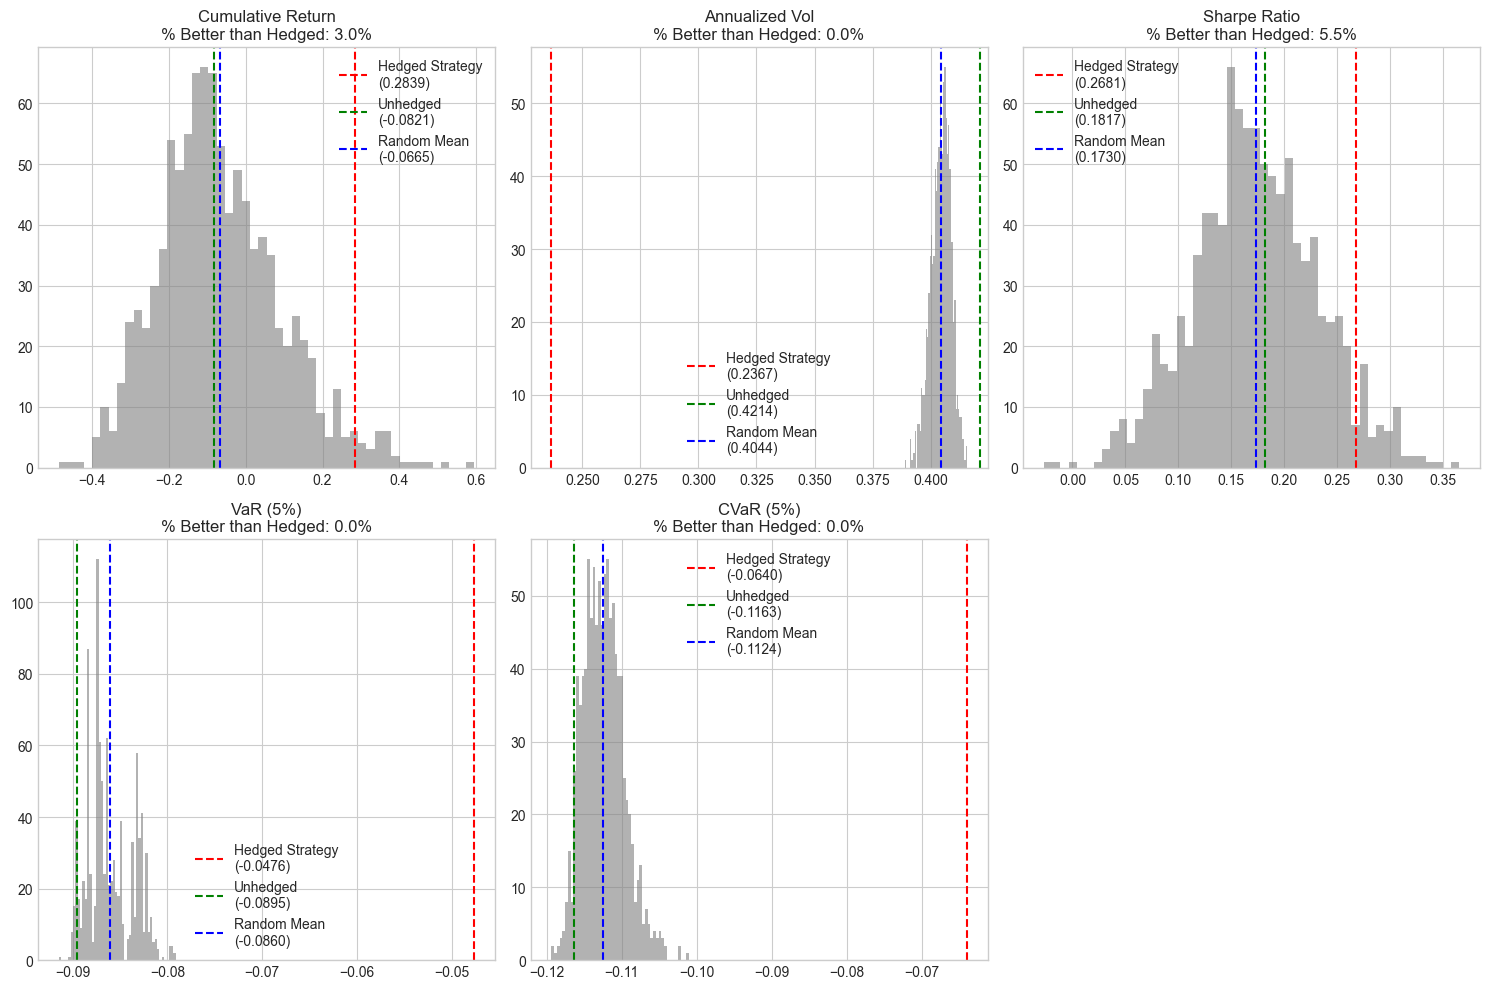 Cumulative Return
% Better than Hedged: 3.0%
Hedged Strategy
(0.2839)
Unhedged
(-0.0821)
Random Mean
(-0.0665)
60
50
40
30
20
10
0
−0.4 −0.2 0.0 0.2 0.4 0.6
Annualized Vol
% Better than Hedged: 0.0%
50
40
30
20
10
0
Hedged Strategy
(0.2367)
Unhedged
(0.4214)
Random Mean
(0.4044)
0.250 0.275 0.300 0.325 0.350 0.375 0.400
Sharpe Ratio
% Better than Hedged: 5.5%
Hedged Strategy
(0.2681)
Unhedged
(0.1817)
Random Mean
(0.1730)
60
50
40
30
20
10
0
0.00 0.05 0.10 0.15 0.20 0.25 0.30 0.35
VaR (5%)
% Better than Hedged: 0.0%
100
80
60
40
20
0
Hedged Strategy
(-0.0476)
Unhedged
(-0.0895)
Random Mean
(-0.0860)
−0.09 −0.08 −0.07 −0.06 −0.05
CVaR (5%)
% Better than Hedged: 0.0%
Hedged Strategy
(-0.0640)
Unhedged
(-0.1163)
Random Mean
(-0.1124)
50
40
30
20
10
0
−0.12 −0.11 −0.10 −0.09 −0.08 −0.07